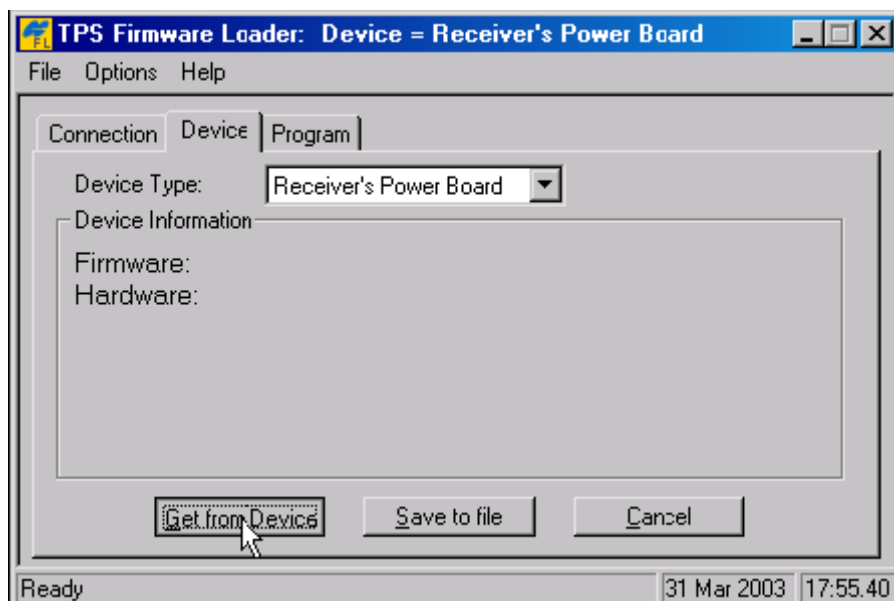 FL TPS Firmware Loader: Device = Receiver's Power Board
File Options Help
Connection Device Program
Device Type: Receiver's Power Board
Device Information
Firmware:
Hardware:
Get from Device Save to file Cancel
Ready 31 Mar 2003 17:55.40